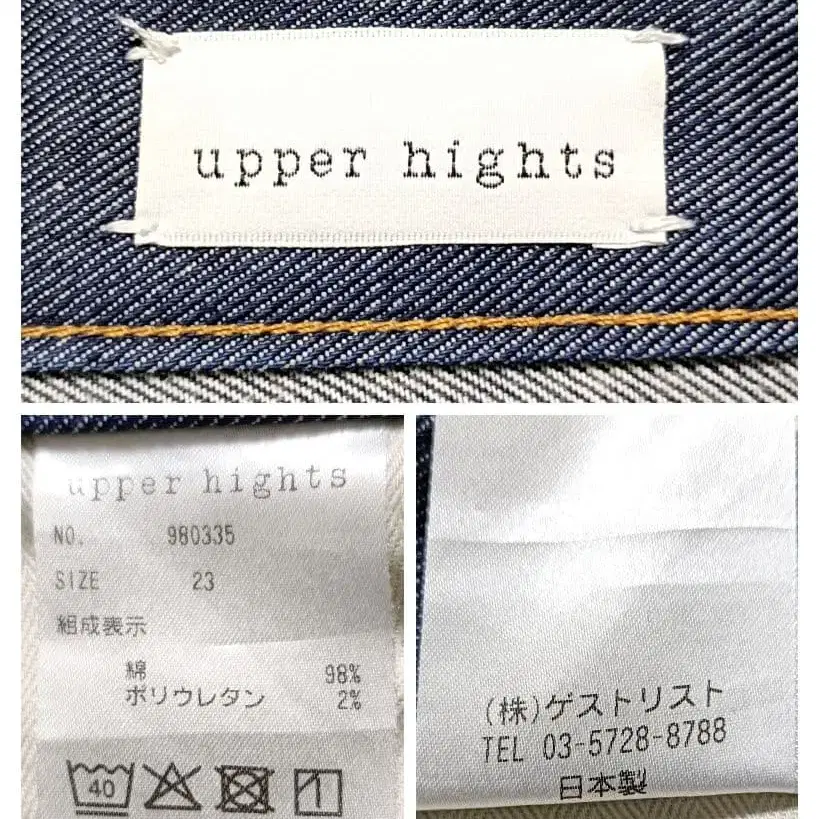 upper hights
upper hights
NO. 980335
SIZE 23
組成表示
綿 98%
ポリウレタン 2%
40
(株)ゲストリスト
TEL 03-5728-8788
日本製